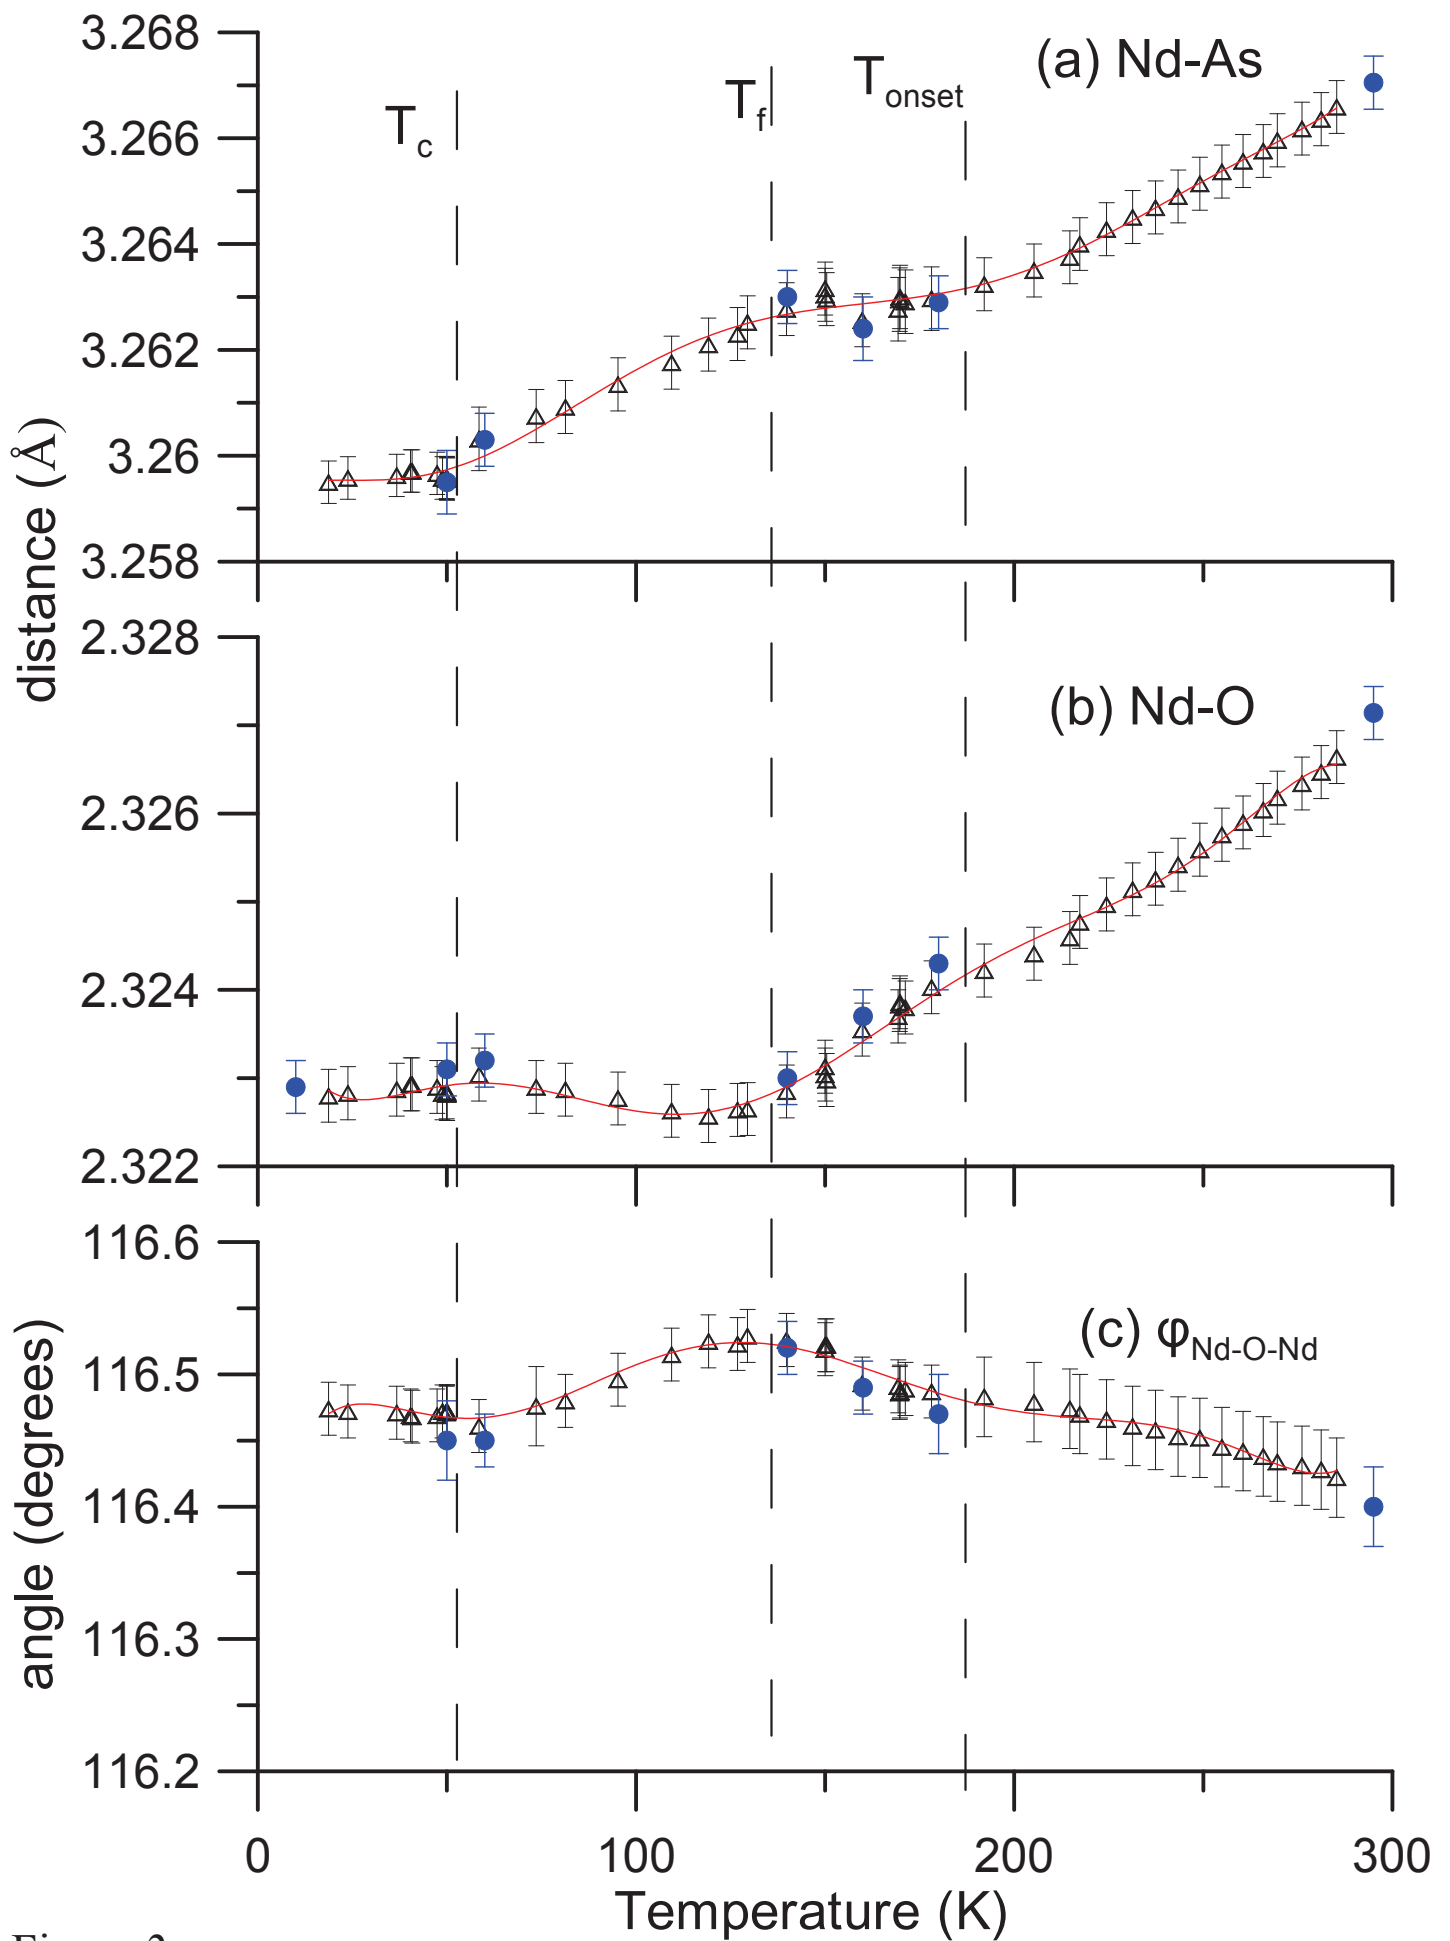 3.268
(a) Nd-As
T_onset
T_f
T_c
3.266
3.264
3.262
3.26
3.258
distance (Å)
2.328
(b) Nd-O
2.326
2.324
2.322
116.6
(c) φ_Nd-O-Nd
116.5
116.4
116.3
116.2
angle (degrees)
0 100 200 300
Temperature (K)